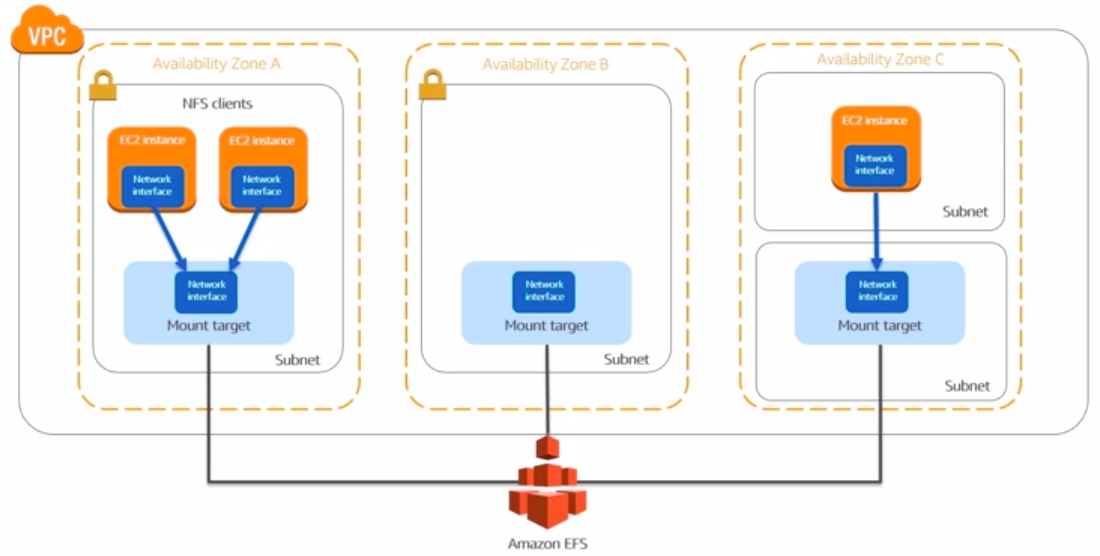 VPC
Availability Zone A
Availability Zone B
Availability Zone C
NFS clients
EC2 instance
EC2 instance
EC2 instance
Network
interface
Network
interface
Network
interface
Subnet
Network
interface
Network
interface
Network
interface
Mount target
Mount target
Mount target
Subnet
Subnet
Subnet
Amazon EFS